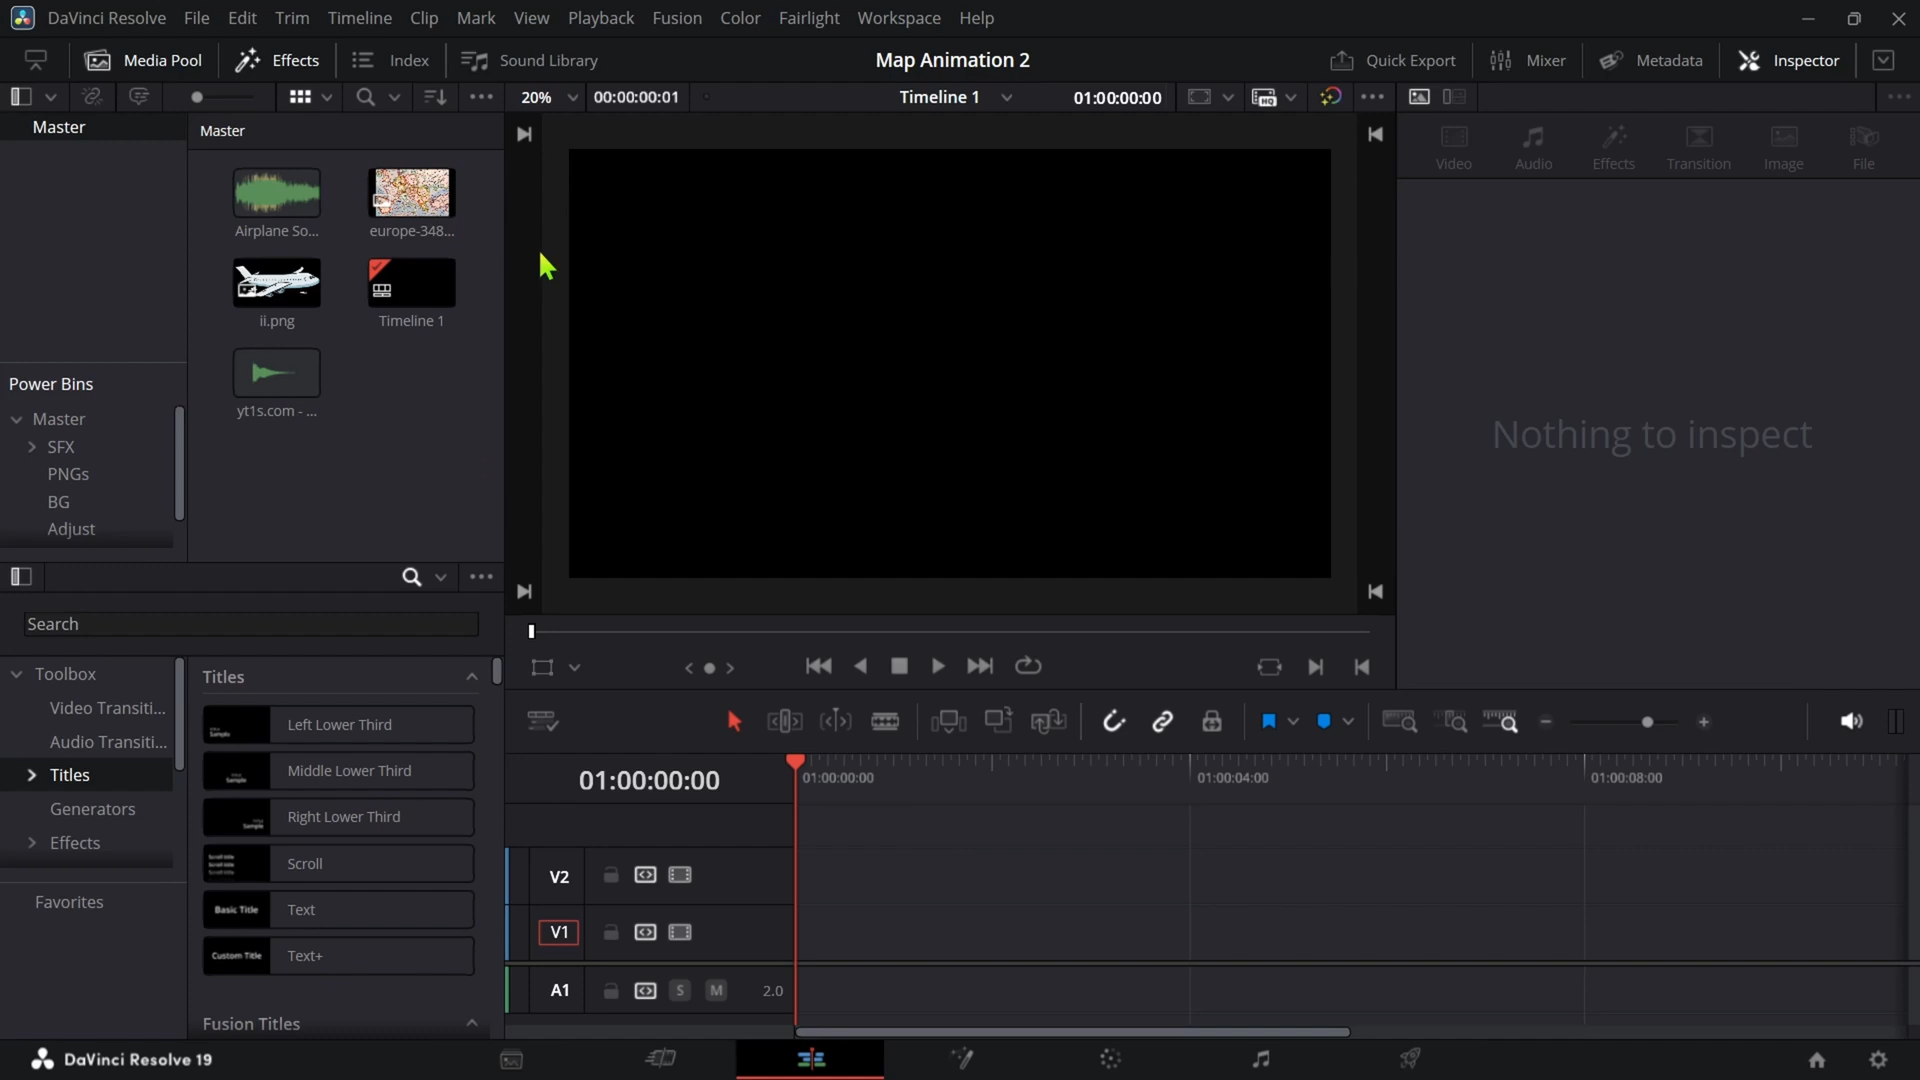 DaVinci Resolve File Edit Trim Timeline Clip Mark View Playback Fusion Color Fairlight Workspace Help
Media Pool Effects Index Sound Library Map Animation 2 Quick Export Mixer Metadata Inspector
20% 00:00:00:01 Timeline 1 01:00:00:00
Master
Master
Video Audio Effects Transition Image File
Airplane So...
europe-348...
ii.png
Timeline 1
yt1s.com - ...
Power Bins
Master
SFX
PNGs
BG
Adjust
Nothing to inspect
Search
Toolbox
Video Transiti...
Audio Transiti...
Titles
Generators
Effects
Favorites
Titles
Sample Left Lower Third
Sample Middle Lower Third
Sample Right Lower Third
Scroll
Basic Title Text
Custom Title Text+
Fusion Titles
01:00:00:00
01:00:00:00 01:00:04:00 01:00:08:00
V2
V1
A1 S M 2.0
DaVinci Resolve 19